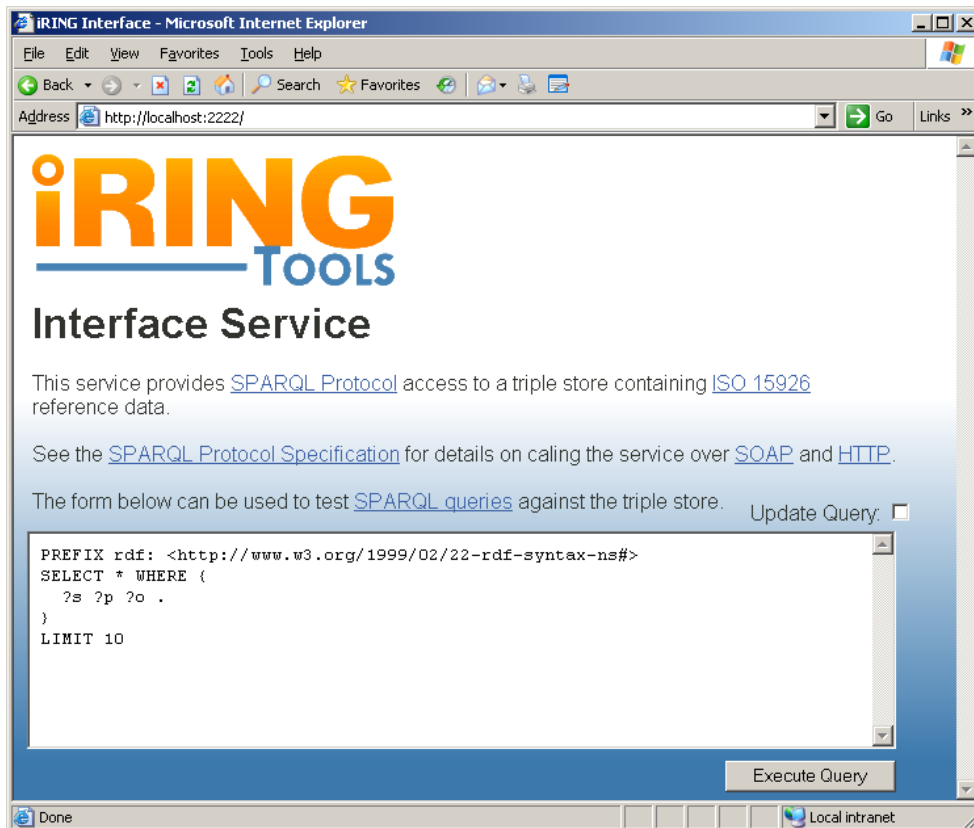 iRING Interface - Microsoft Internet Explorer
File Edit View Favorites Tools Help
Back Search Favorites
Address http://localhost:2222/ Go Links »
iRING
TOOLS
Interface Service
This service provides SPARQL Protocol access to a triple store containing ISO 15926
reference data.
See the SPARQL Protocol Specification for details on caling the service over SOAP and HTTP.
The form below can be used to test SPARQL queries against the triple store.
Update Query:
PREFIX rdf: <http://www.w3.org/1999/02/22-rdf-syntax-ns#>
SELECT * WHERE {
?s ?p ?o .
}
LIMIT 10
Execute Query
Done Local intranet